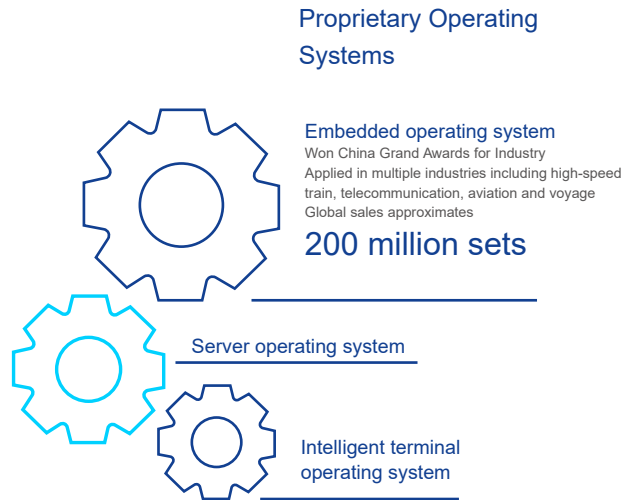 Proprietary Operating
Systems
Embedded operating system
Won China Grand Awards for Industry
Applied in multiple industries including high-speed
train, telecommunication, aviation and voyage
Global sales approximates
200 million sets
Server operating system
Intelligent terminal
operating system